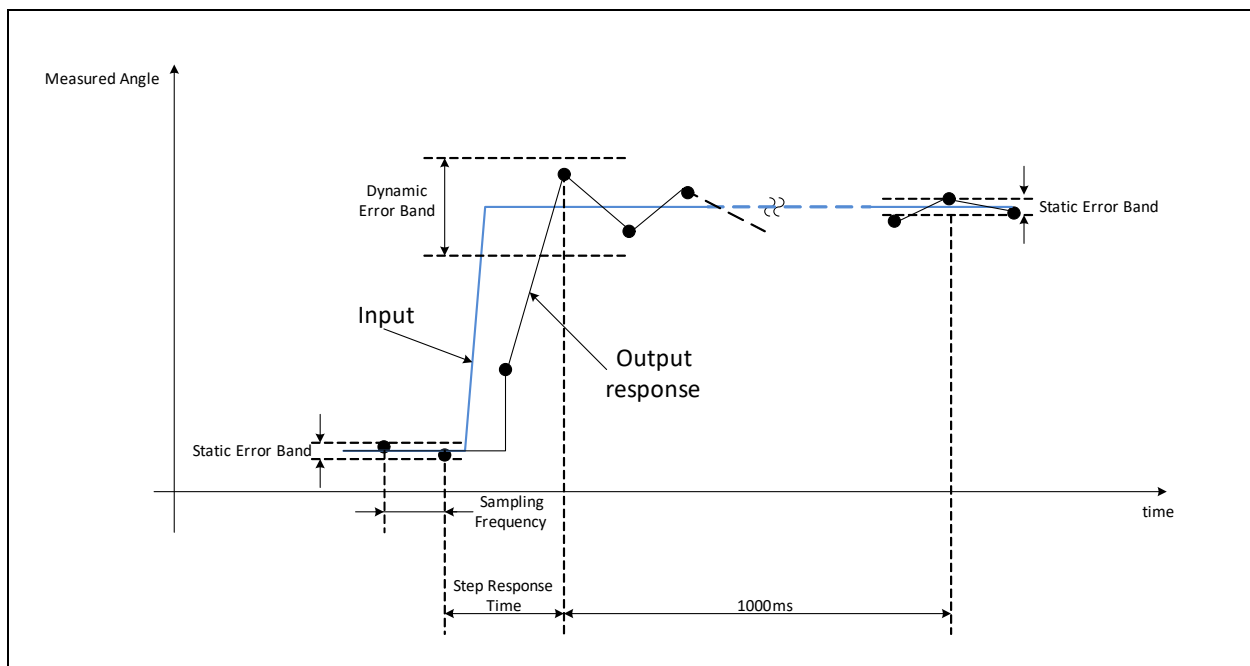 Measured Angle
Dynamic
Error Band
Static Error Band
Input
Output
response
Static Error Band
Sampling
Frequency
time
Step Response
Time
1000ms